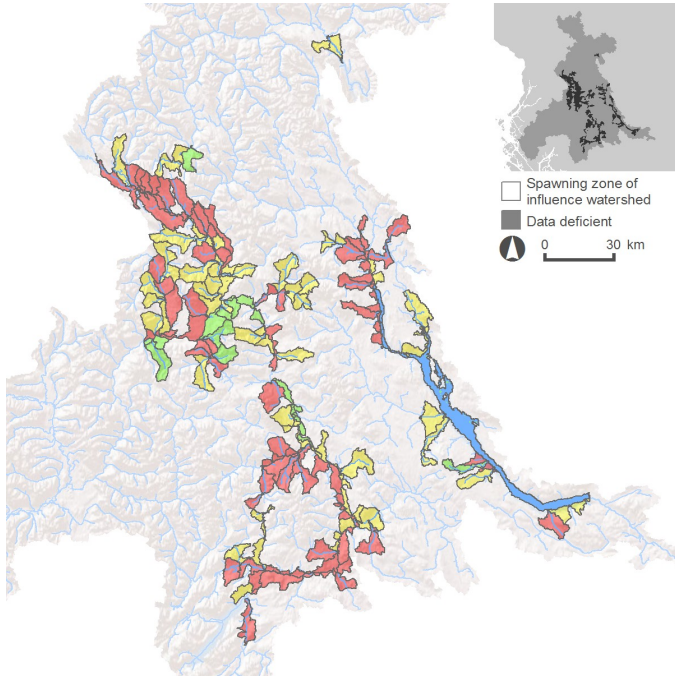 Spawning zone of
influence watershed
Data deficient
0 30 km